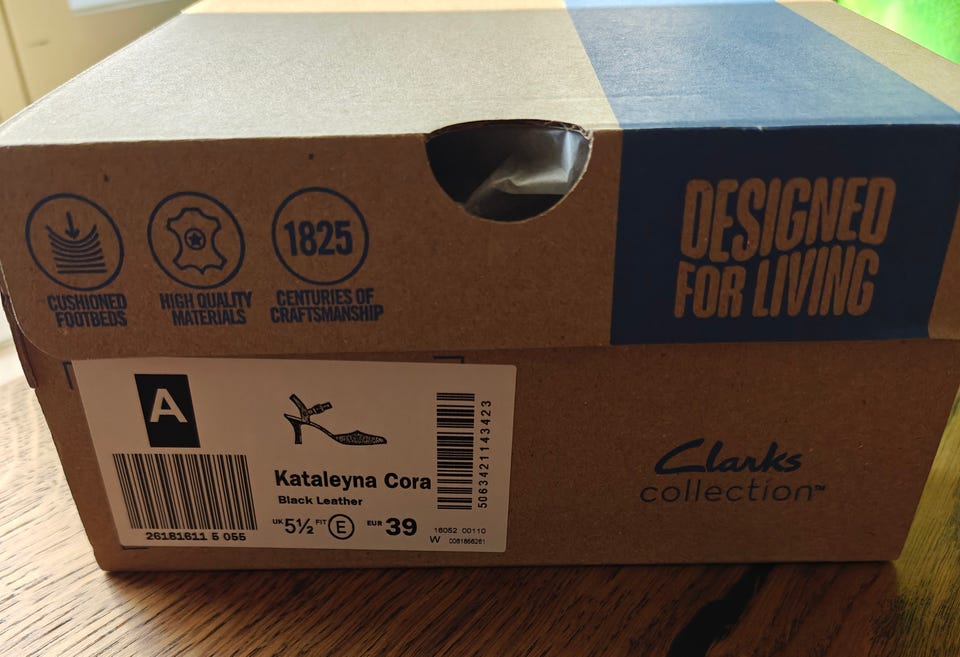 1825
CUSHIONED
FOOTBEDS
HIGH QUALITY
MATERIALS
CENTURIES OF
CRAFTSMANSHIP
DESIGNED
FOR LIVING
A
26181611 5 055
Kataleyna Cora
Black Leather
UK 5½ FIT E EUR 39
5063421143423
16052 00110
W
Clarks
collection™